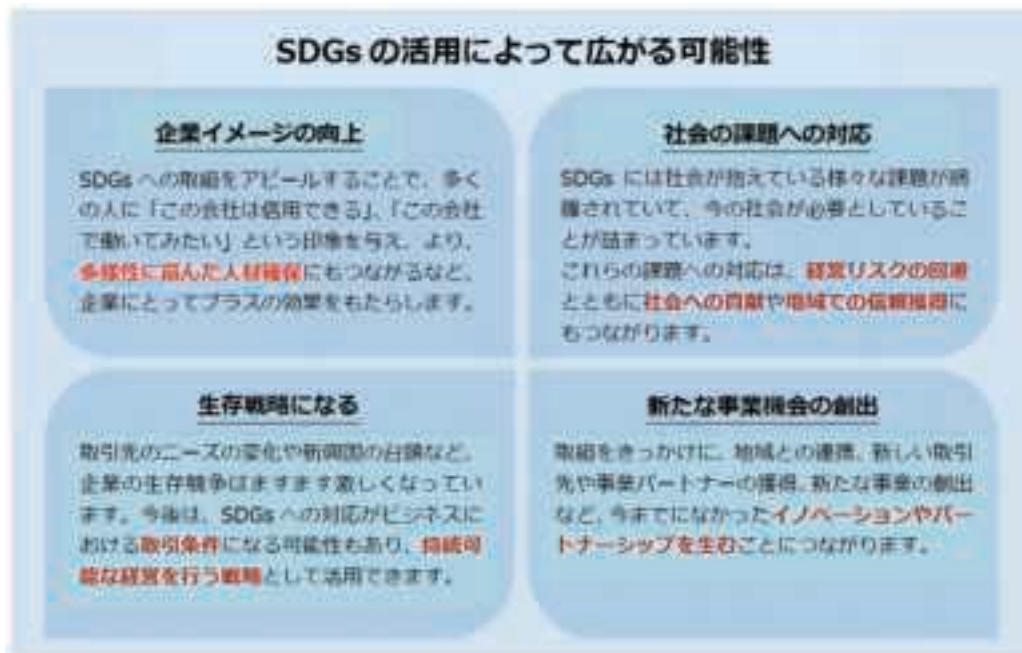 SDGs の活用によって広がる可能性
企業イメージの向上
SDGs への取組をアピールすることで、多く
の人に「この会社は信用できる」、「この会社
で働いてみたい」という印象を与え、より、
多様性に富んだ人材確保にもつながるなど、
企業にとってプラスの効果をもたらします。
社会の課題への対応
SDGs には社会が抱えている様々な課題が網
羅されていて、今の社会が必要としているこ
とが詰まっています。
これらの課題への対応は、経営リスクの回避
とともに社会への貢献や地域での信頼獲得に
もつながります。
生存戦略になる
取引先のニーズの変化や新興国の台頭など、
企業の生存競争はますます激しくなってい
ます。今後は、SDGs への対応がビジネスに
おける取引条件になる可能性もあり、持続可
能な経営を行う戦略として活用できます。
新たな事業機会の創出
取組をきっかけに、地域との連携、新しい取引
先や事業パートナーの獲得、新たな事業の創出
など、今までになかったイノベーションやパー
トナーシップを生むことにつながります。